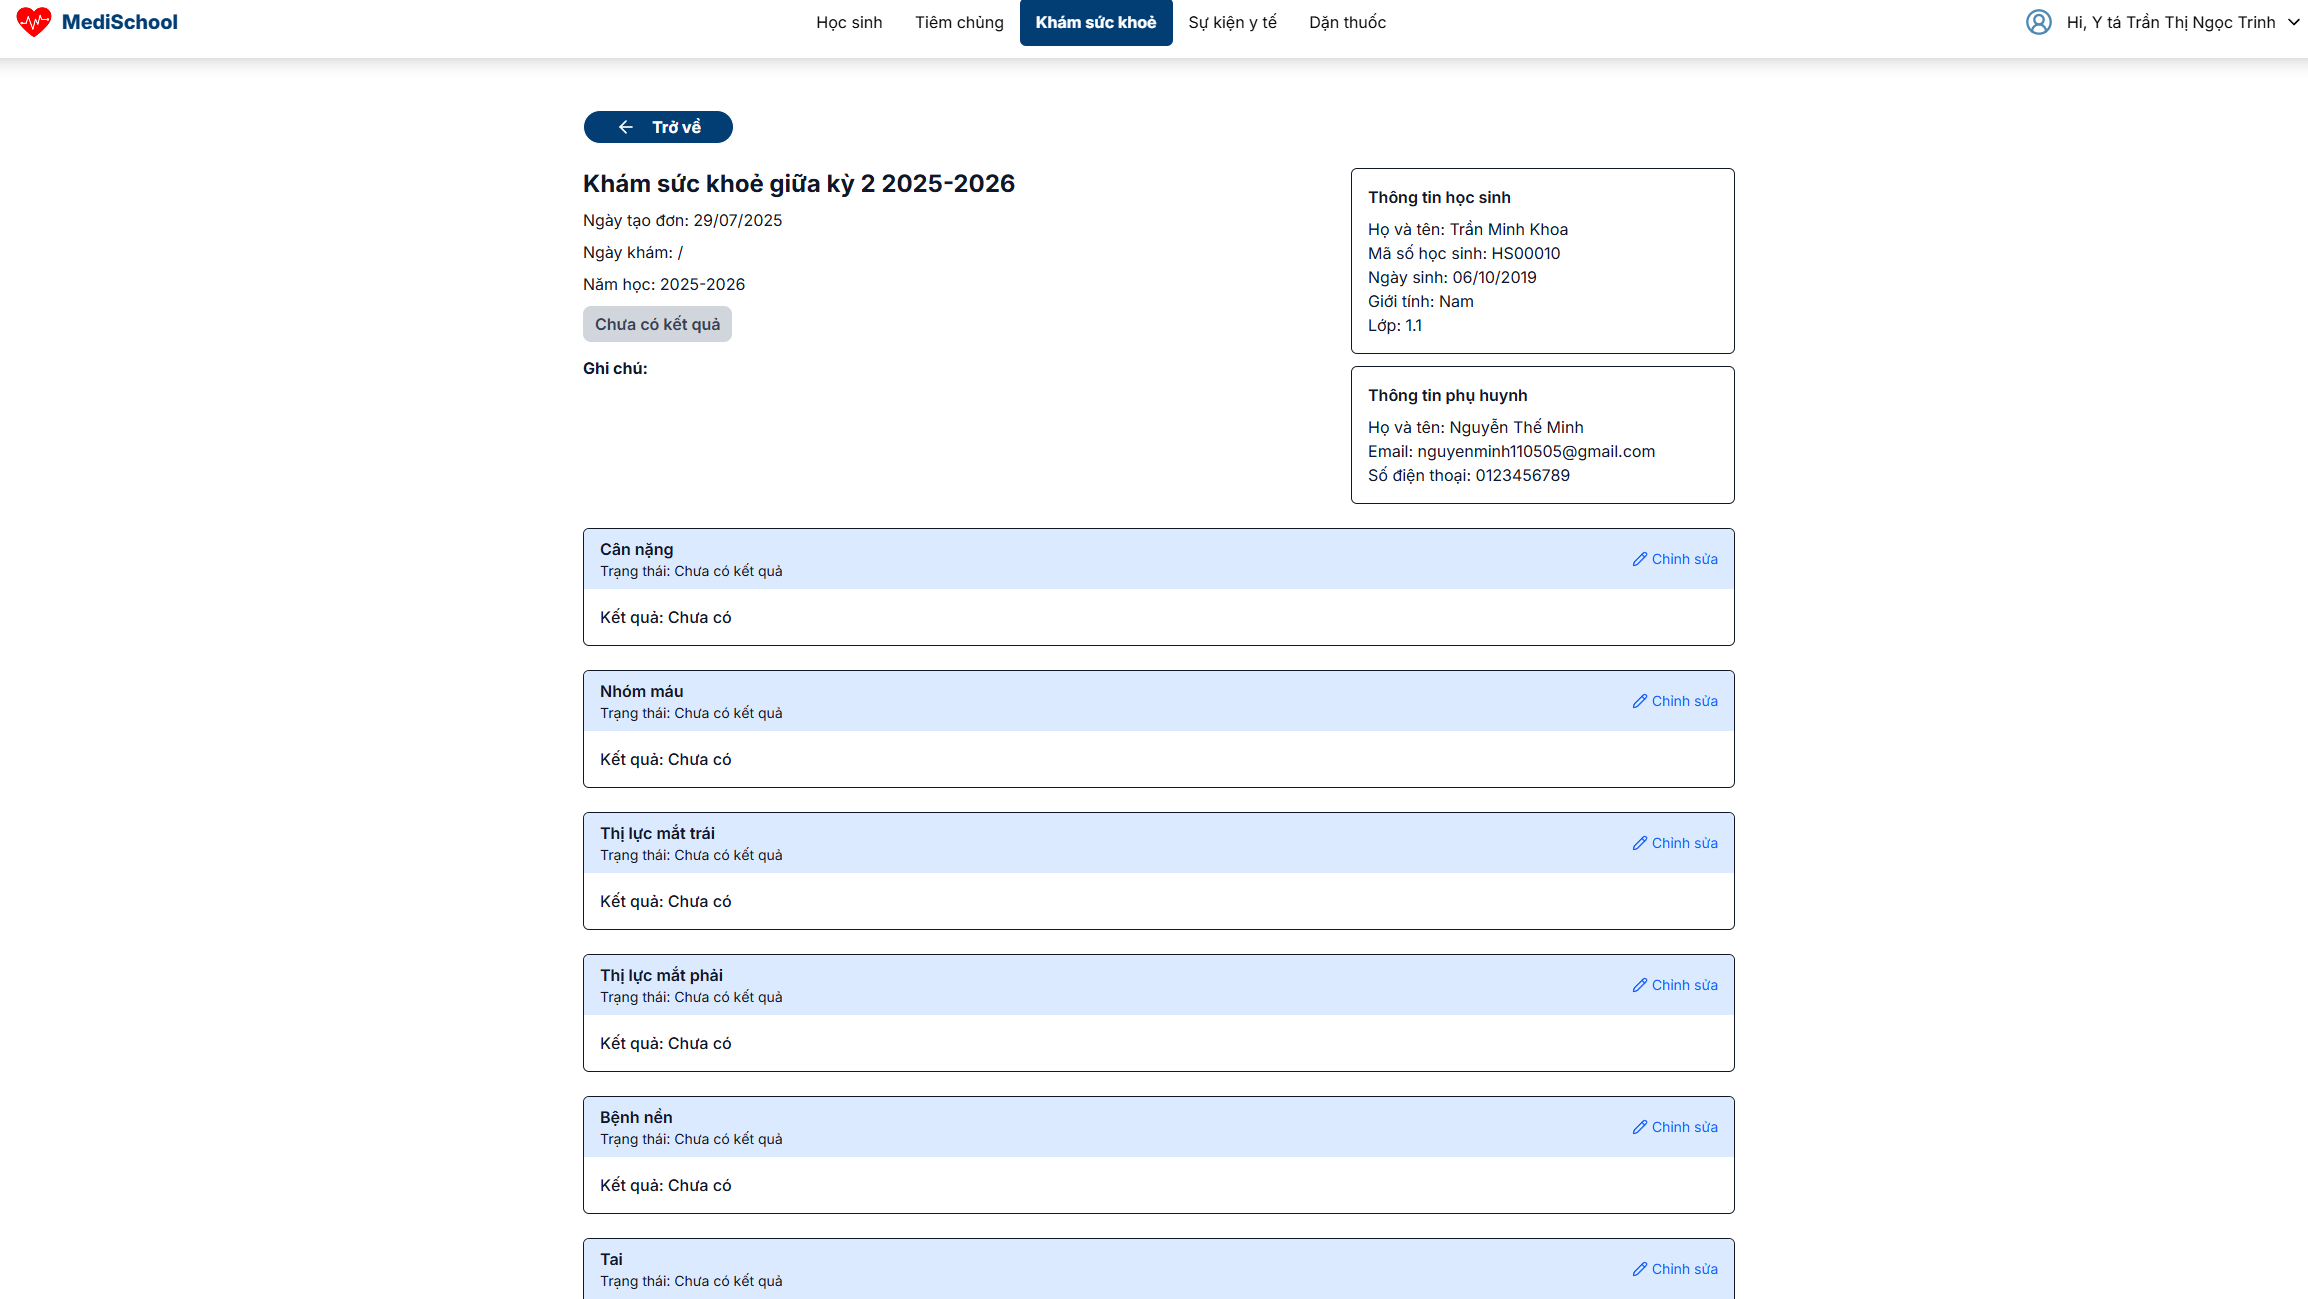 MediSchool
Học sinh
Tiêm chủng
Khám sức khoẻ
Sự kiện y tế
Dặn thuốc
Hi, Y tá Trần Thị Ngọc Trinh
Trở về
Khám sức khoẻ giữa kỳ 2 2025-2026
Ngày tạo đơn: 29/07/2025
Ngày khám: /
Năm học: 2025-2026
Chưa có kết quả
Ghi chú:
Thông tin học sinh
Họ và tên: Trần Minh Khoa
Mã số học sinh: HS00010
Ngày sinh: 06/10/2019
Giới tính: Nam
Lớp: 1.1
Thông tin phụ huynh
Họ và tên: Nguyễn Thế Minh
Email: nguyenminh110505@gmail.com
Số điện thoại: 0123456789
Cân nặng
Trạng thái: Chưa có kết quả
Chỉnh sửa
Kết quả: Chưa có
Nhóm máu
Trạng thái: Chưa có kết quả
Chỉnh sửa
Kết quả: Chưa có
Thị lực mắt trái
Trạng thái: Chưa có kết quả
Chỉnh sửa
Kết quả: Chưa có
Thị lực mắt phải
Trạng thái: Chưa có kết quả
Chỉnh sửa
Kết quả: Chưa có
Bệnh nền
Trạng thái: Chưa có kết quả
Chỉnh sửa
Kết quả: Chưa có
Tai
Trạng thái: Chưa có kết quả
Chỉnh sửa